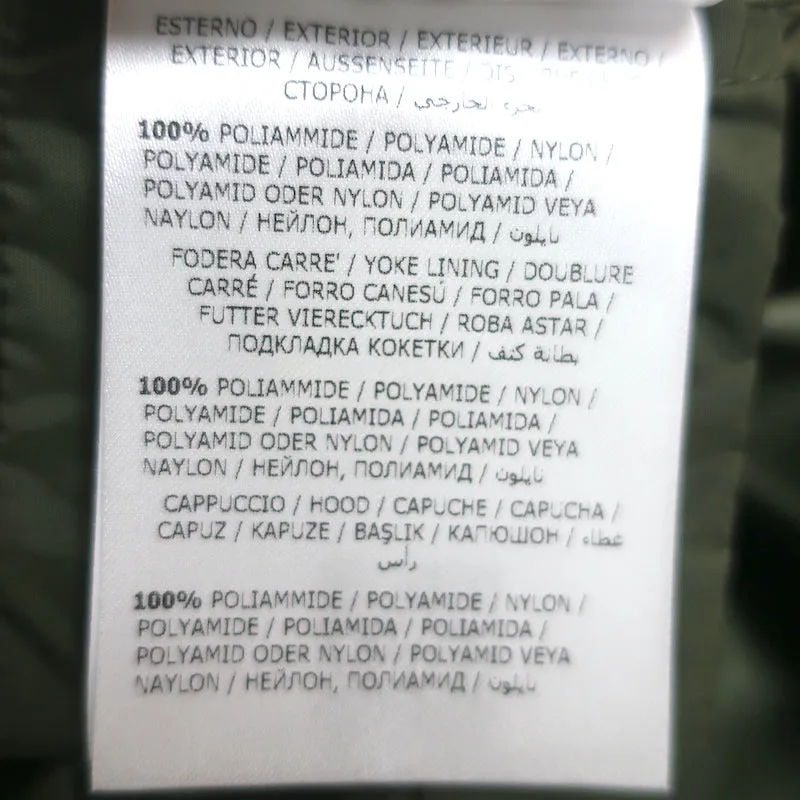 ESTERNO / EXTERIOR / EXTERIEUR / EXTERNO /
EXTERIOR / AUSSENSEITE /
СТОРОНА /
100% POLIAMMIDE / POLYAMIDE / NYLON /
POLYAMIDE / POLIAMIDA / POLIAMIDA /
POLYAMID ODER NYLON / POLYAMID VEYA
NAYLON / НЕЙЛОН, ПОЛИАМИД / نايلون
FODERA CARRE' / YOKE LINING / DOUBLURE
CARRÉ / FORRO CANESÚ / FORRO PALA /
FUTTER VIERECKTUCH / ROBA ASTAR /
ПОДКЛАДКА КОКЕТКИ / بطانة كتف
100% POLIAMMIDE / POLYAMIDE / NYLON /
POLYAMIDE / POLIAMIDA / POLIAMIDA /
POLYAMID ODER NYLON / POLYAMID VEYA
NAYLON / НЕЙЛОН, ПОЛИАМИД / نايلون
CAPPUCCIO / HOOD / CAPUCHE / CAPUCHA /
CAPUZ / KAPUZE / BAŞLIK / КАПЮШОН / غطاء
رأس
100% POLIAMMIDE / POLYAMIDE / NYLON /
POLYAMIDE / POLIAMIDA / POLIAMIDA /
POLYAMID ODER NYLON / POLYAMID VEYA
NAYLON / НЕЙЛОН, ПОЛИАМИД / نايلون